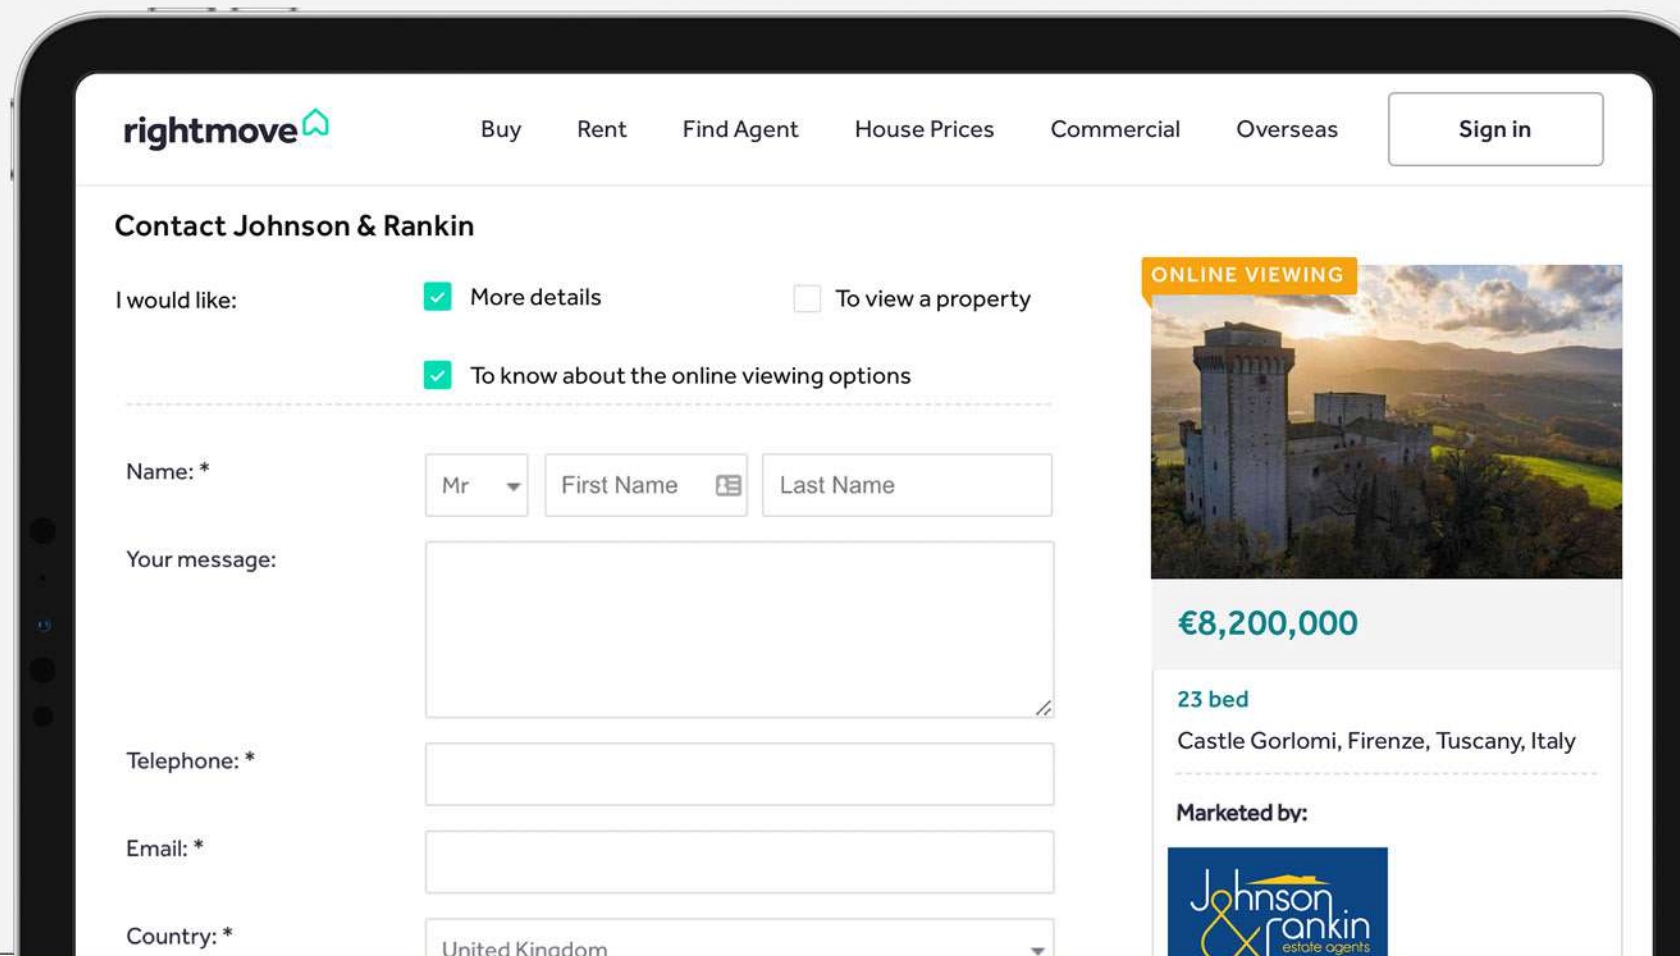 rightmove
Buy
Rent
Find Agent
House Prices
Commercial
Overseas
Sign in
Contact Johnson & Rankin
I would like:
More details
To view a property
To know about the online viewing options
Name: *
Mr
First Name
Last Name
Your message:
Telephone: *
Email: *
Country: *
United Kingdom
ONLINE VIEWING
€8,200,000
23 bed
Castle Gorlomi, Firenze, Tuscany, Italy
Marketed by:
Johnson
& rankin
estate agents